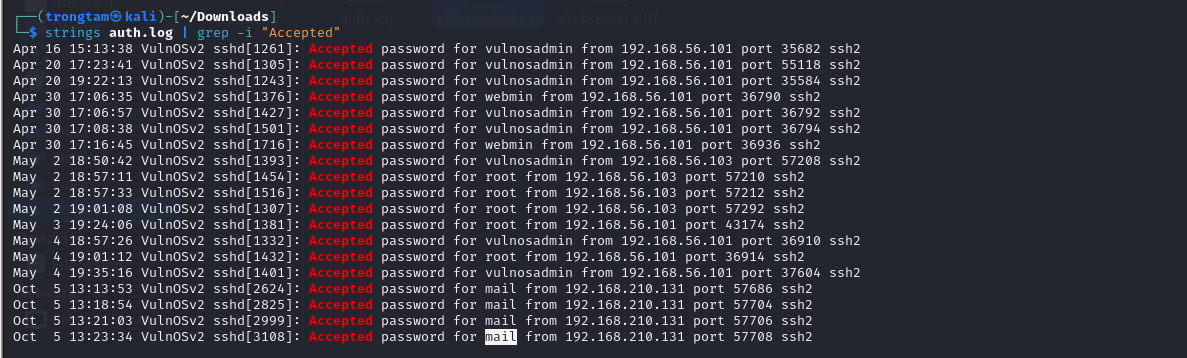 trongtam
auth.log c53-Hacked.zip Webserver.E01
┌──(trongtam㉿kali)-[~/Downloads]
└─$ strings auth.log | grep -i "Accepted"
Apr 16 15:13:38 VulnOSv2 sshd[1261]: Accepted password for vulnosadmin from 192.168.56.101 port 35682 ssh2
Apr 20 17:23:41 VulnOSv2 sshd[1305]: Accepted password for vulnosadmin from 192.168.56.101 port 55118 ssh2
Apr 20 19:22:13 VulnOSv2 sshd[1243]: Accepted password for vulnosadmin from 192.168.56.101 port 35584 ssh2
Apr 30 17:06:35 VulnOSv2 sshd[1376]: Accepted password for webmin from 192.168.56.101 port 36790 ssh2
Apr 30 17:06:57 VulnOSv2 sshd[1427]: Accepted password for vulnosadmin from 192.168.56.101 port 36792 ssh2
Apr 30 17:08:38 VulnOSv2 sshd[1501]: Accepted password for vulnosadmin from 192.168.56.101 port 36794 ssh2
Apr 30 17:16:45 VulnOSv2 sshd[1716]: Accepted password for webmin from 192.168.56.101 port 36936 ssh2
May  2 18:50:42 VulnOSv2 sshd[1393]: Accepted password for vulnosadmin from 192.168.56.103 port 57208 ssh2
May  2 18:57:11 VulnOSv2 sshd[1454]: Accepted password for root from 192.168.56.103 port 57210 ssh2
May  2 18:57:33 VulnOSv2 sshd[1516]: Accepted password for root from 192.168.56.103 port 57212 ssh2
May  2 19:01:08 VulnOSv2 sshd[1307]: Accepted password for root from 192.168.56.103 port 57292 ssh2
May  3 19:24:06 VulnOSv2 sshd[1381]: Accepted password for root from 192.168.56.101 port 43174 ssh2
May  4 18:57:26 VulnOSv2 sshd[1332]: Accepted password for vulnosadmin from 192.168.56.101 port 36910 ssh2
May  4 19:01:12 VulnOSv2 sshd[1432]: Accepted password for root from 192.168.56.101 port 36914 ssh2
May  4 19:35:16 VulnOSv2 sshd[1401]: Accepted password for vulnosadmin from 192.168.56.101 port 37604 ssh2
Oct  5 13:13:53 VulnOSv2 sshd[2624]: Accepted password for mail from 192.168.210.131 port 57686 ssh2
Oct  5 13:18:54 VulnOSv2 sshd[2825]: Accepted password for mail from 192.168.210.131 port 57704 ssh2
Oct  5 13:21:03 VulnOSv2 sshd[2999]: Accepted password for mail from 192.168.210.131 port 57706 ssh2
Oct  5 13:23:34 VulnOSv2 sshd[3108]: Accepted password for mail from 192.168.210.131 port 57708 ssh2